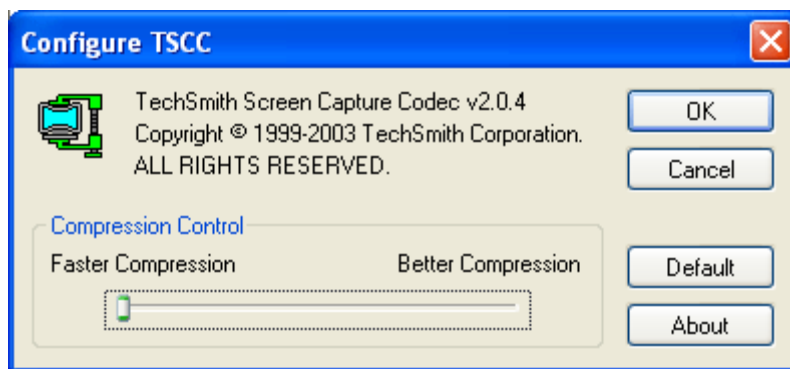 Configure TSCC
TechSmith Screen Capture Codec v2.0.4
Copyright © 1999-2003 TechSmith Corporation.
ALL RIGHTS RESERVED.
OK
Cancel
Compression Control
Faster Compression Better Compression
Default
About